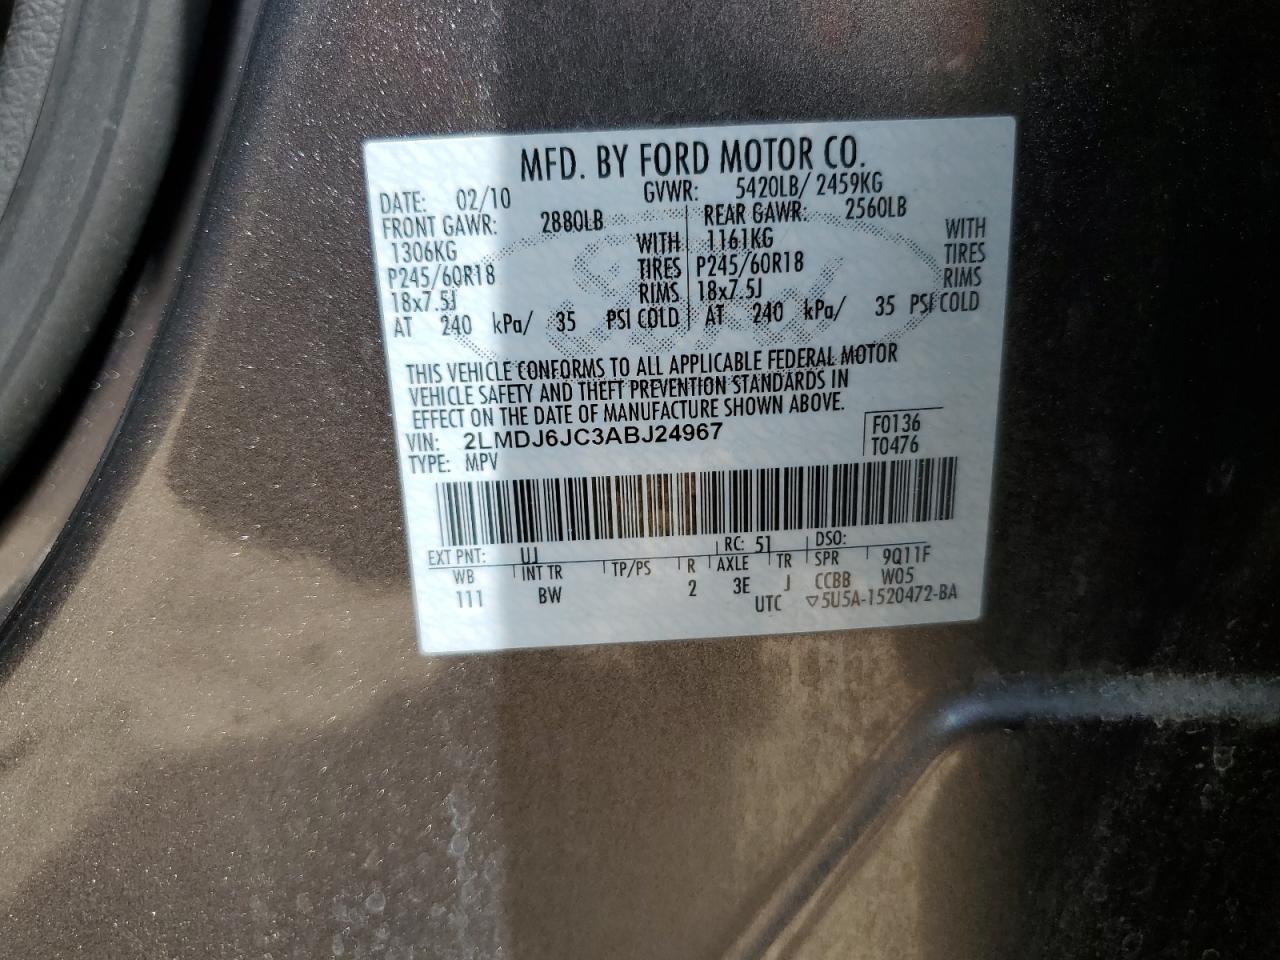 MFD. BY FORD MOTOR CO.
DATE: 02/10 GVWR: 5420LB/ 2459KG
FRONT GAWR: 2880LB REAR GAWR: 2560LB
1306KG WITH 1161KG WITH
P245/60R18 TIRES P245/60R18 TIRES
18x7.5J RIMS 18x7.5J RIMS
AT 240 kPa/ 35 PSI COLD AT 240 kPa/ 35 PSI COLD
THIS VEHICLE CONFORMS TO ALL APPLICABLE FEDERAL MOTOR
VEHICLE SAFETY AND THEFT PREVENTION STANDARDS IN
EFFECT ON THE DATE OF MANUFACTURE SHOWN ABOVE.
VIN: 2LMDJ6JC3ABJ24967 F0136
TYPE: MPV T0476
EXT PNT: UJ RC: 51 DSO:
WB INT TR TP/PS R AXLE TR SPR 9Q11F
111 BW 2 3E J CCBB W05
UTC ▽5U5A-1520472-BA